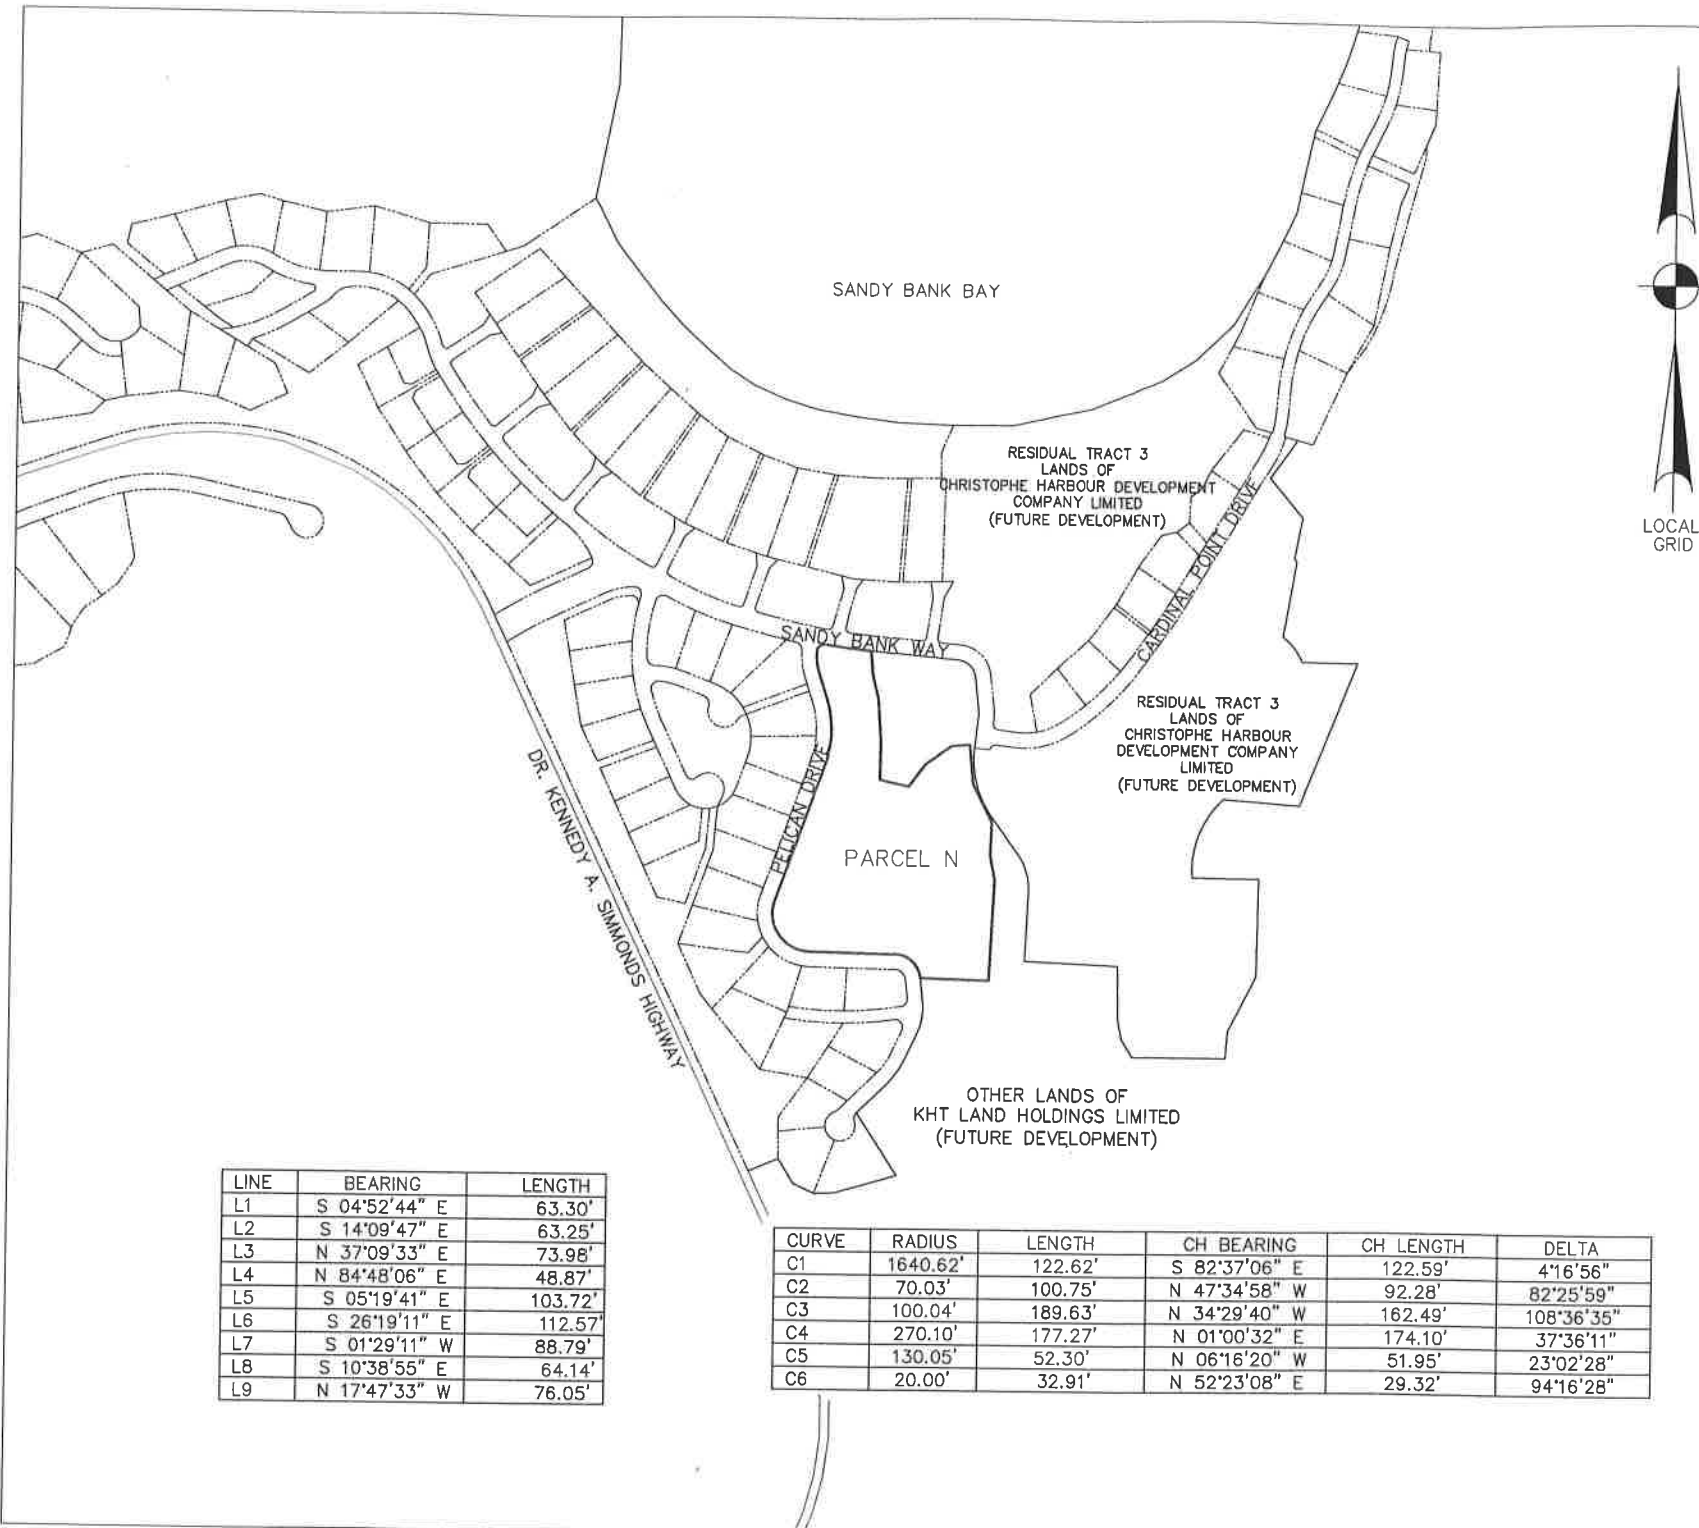 SANDY BANK BAY
RESIDUAL TRACT 3
LANDS OF
CHRISTOPHE HARBOUR DEVELOPMENT
COMPANY LIMITED
(FUTURE DEVELOPMENT)
LOCAL
GRID
CARDINAL POINT DRIVE
SANDY BANK WAY
RESIDUAL TRACT 3
LANDS OF
CHRISTOPHE HARBOUR
DEVELOPMENT COMPANY
LIMITED
(FUTURE DEVELOPMENT)
PELICAN DRIVE
PARCEL N
DR. KENNEDY A. SIMMONDS HIGHWAY
OTHER LANDS OF
KHT LAND HOLDINGS LIMITED
(FUTURE DEVELOPMENT)
LINE BEARING LENGTH
L1 S 04°52'44" E 63.30'
L2 S 14°09'47" E 63.25'
L3 N 37°09'33" E 73.98'
L4 N 84°48'06" E 48.87'
L5 S 05°19'41" E 103.72'
L6 S 26°19'11" E 112.57'
L7 S 01°29'11" W 88.79'
L8 S 10°38'55" E 64.14'
L9 N 17°47'33" W 76.05'
CURVE RADIUS LENGTH CH BEARING CH LENGTH DELTA
C1 1640.62' 122.62' S 82°37'06" E 122.59' 4°16'56"
C2 70.03' 100.75' N 47°34'58" W 92.28' 82°25'59"
C3 100.04' 189.63' N 34°29'40" W 162.49' 108°36'35"
C4 270.10' 177.27' N 01°00'32" E 174.10' 37°36'11"
C5 130.05' 52.30' N 06°16'20" W 51.95' 23°02'28"
C6 20.00' 32.91' N 52°23'08" E 29.32' 94°16'28"